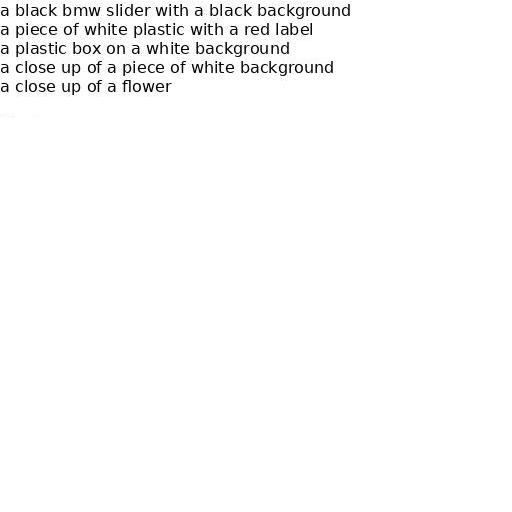 a black bmw slider with a black background
a piece of white plastic with a red label
a plastic box on a white background
a close up of a piece of white background
a close up of a flower